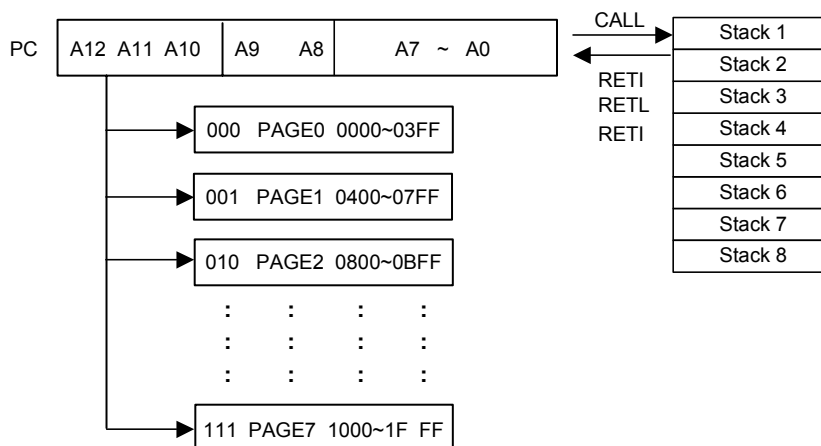 PC
A12 A11 A10 A9 A8 A7 ~ A0
CALL
RETI
RETL
RETI
Stack 1
Stack 2
Stack 3
Stack 4
Stack 5
Stack 6
Stack 7
Stack 8
000 PAGE0 0000~03FF
001 PAGE1 0400~07FF
010 PAGE2 0800~0BFF
: : : :
: : : :
: : : :
111 PAGE7 1000~1F FF